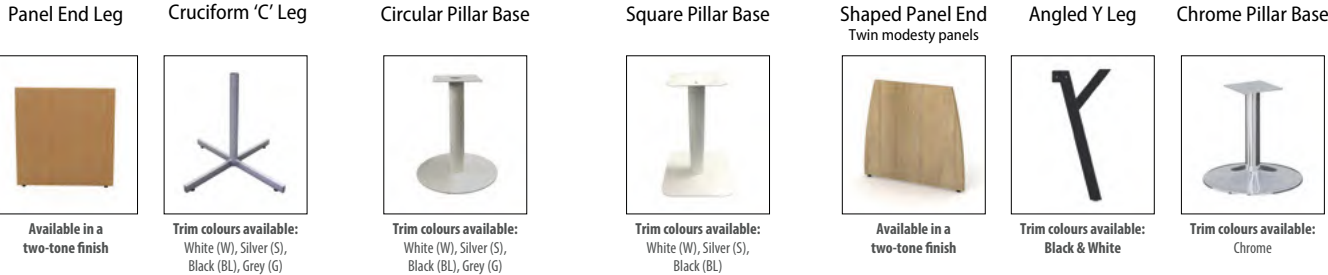 Panel End Leg
Available in a
two-tone finish
Cruciform ‘C’ Leg
Trim colours available:
White (W), Silver (S),
Black (BL), Grey (G)
Circular Pillar Base
Trim colours available:
White (W), Silver (S),
Black (BL), Grey (G)
Square Pillar Base
Trim colours available:
White (W), Silver (S),
Black (BL)
Shaped Panel End
Twin modesty panels
Available in a
two-tone finish
Angled Y Leg
Trim colours available:
Black & White
Chrome Pillar Base
Trim colours available:
Chrome